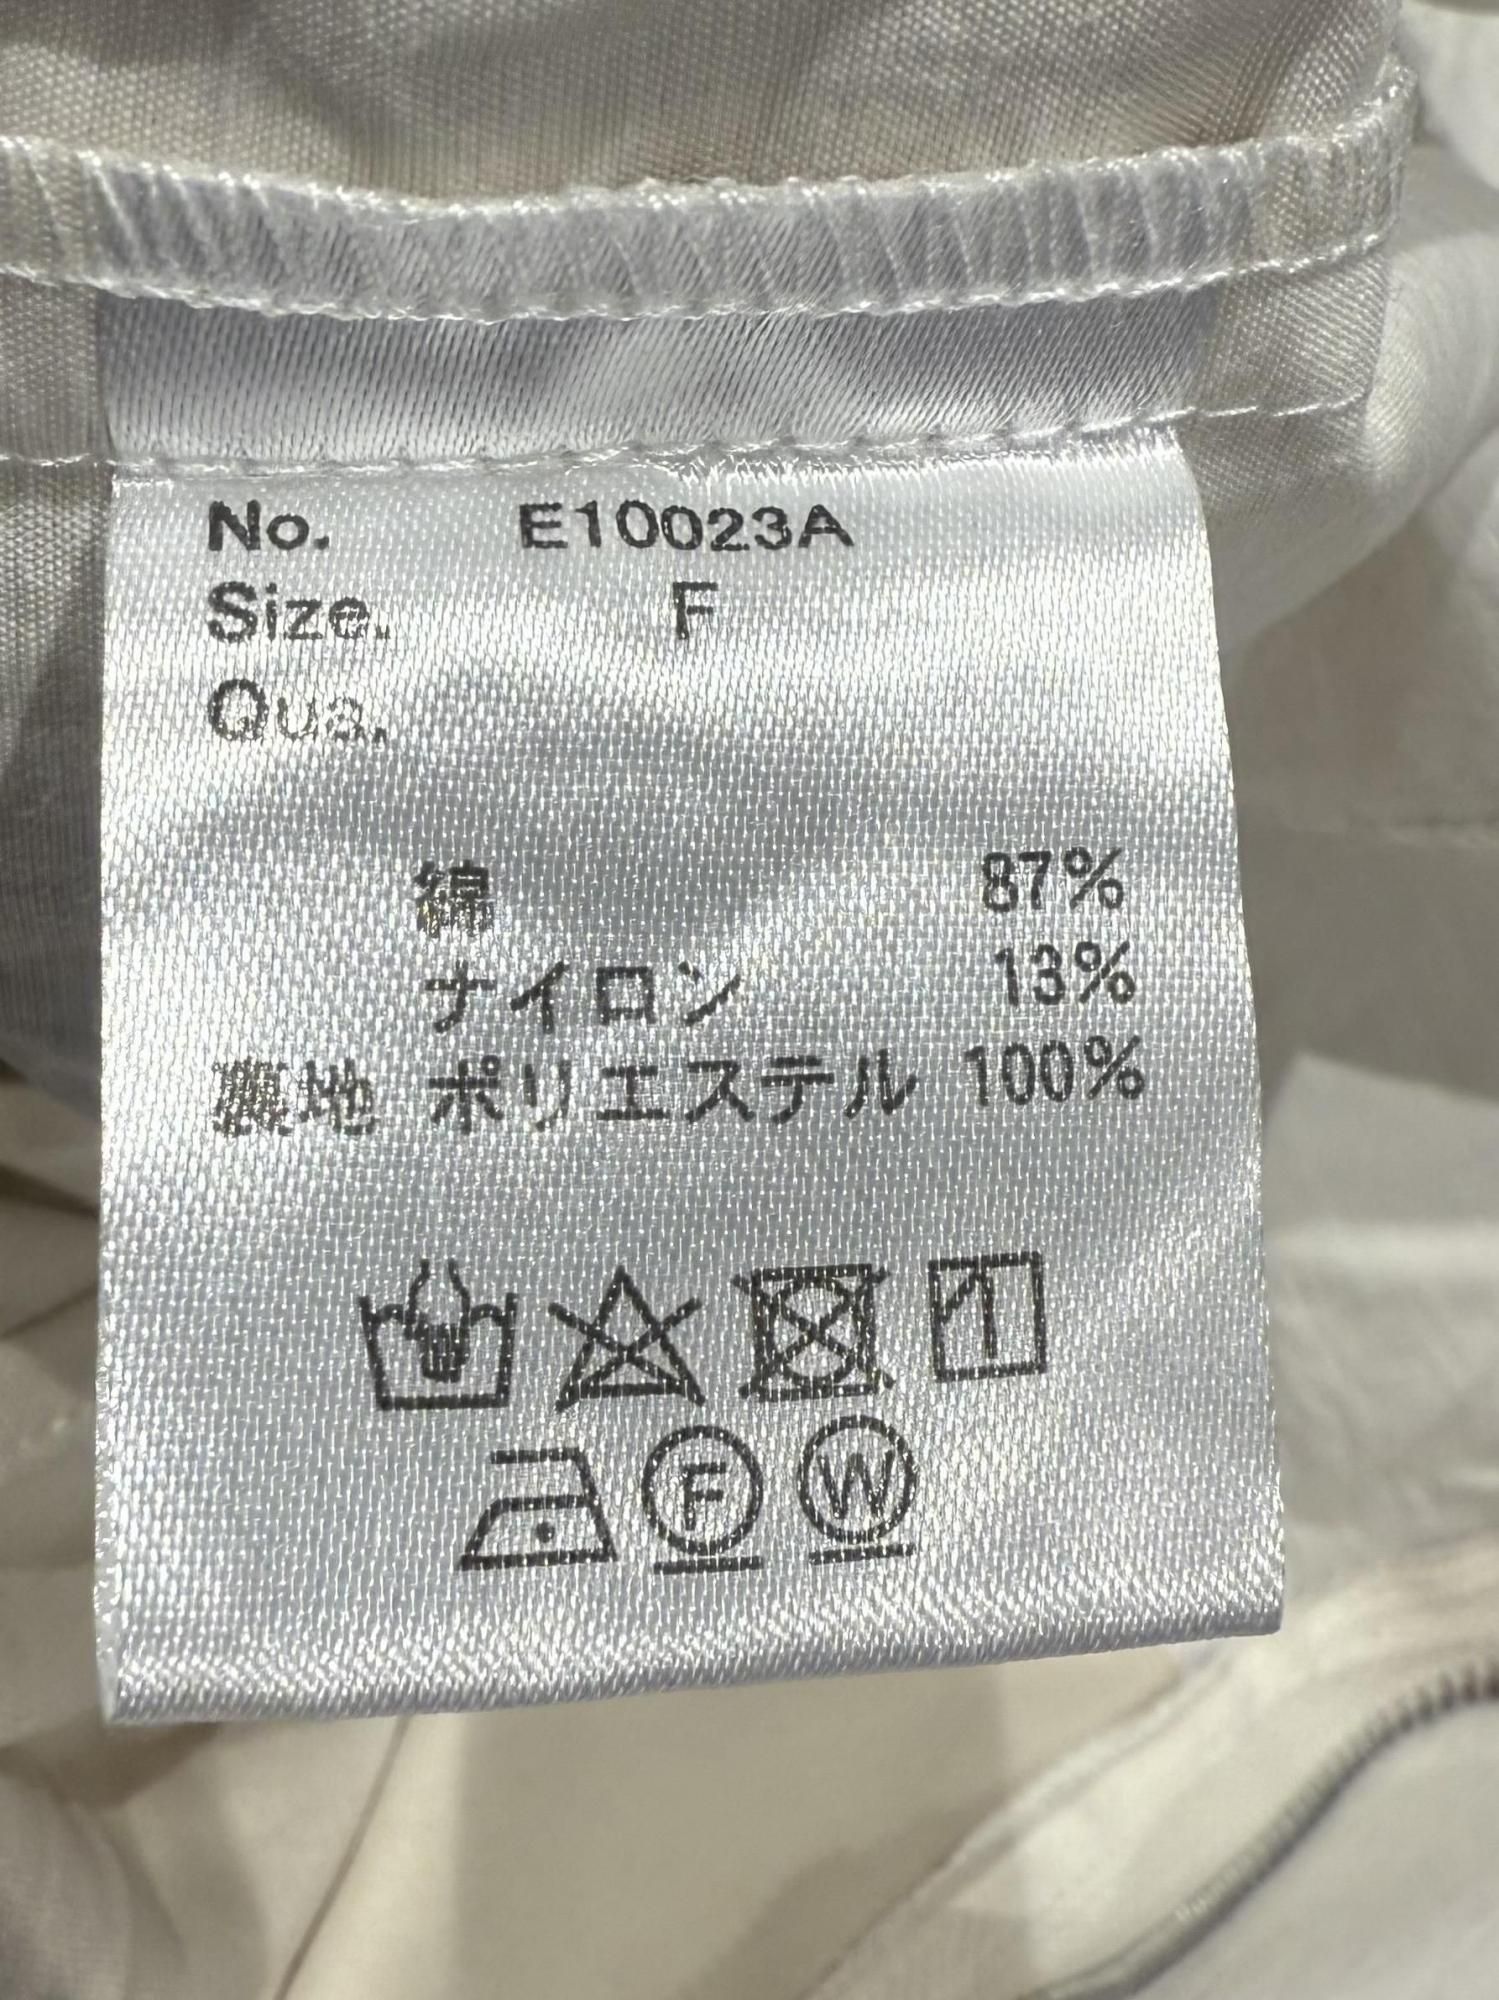 No. E10023A
Size. F
Qua.
綿 87%
ナイロン 13%
裏地 ポリエステル 100%
F W